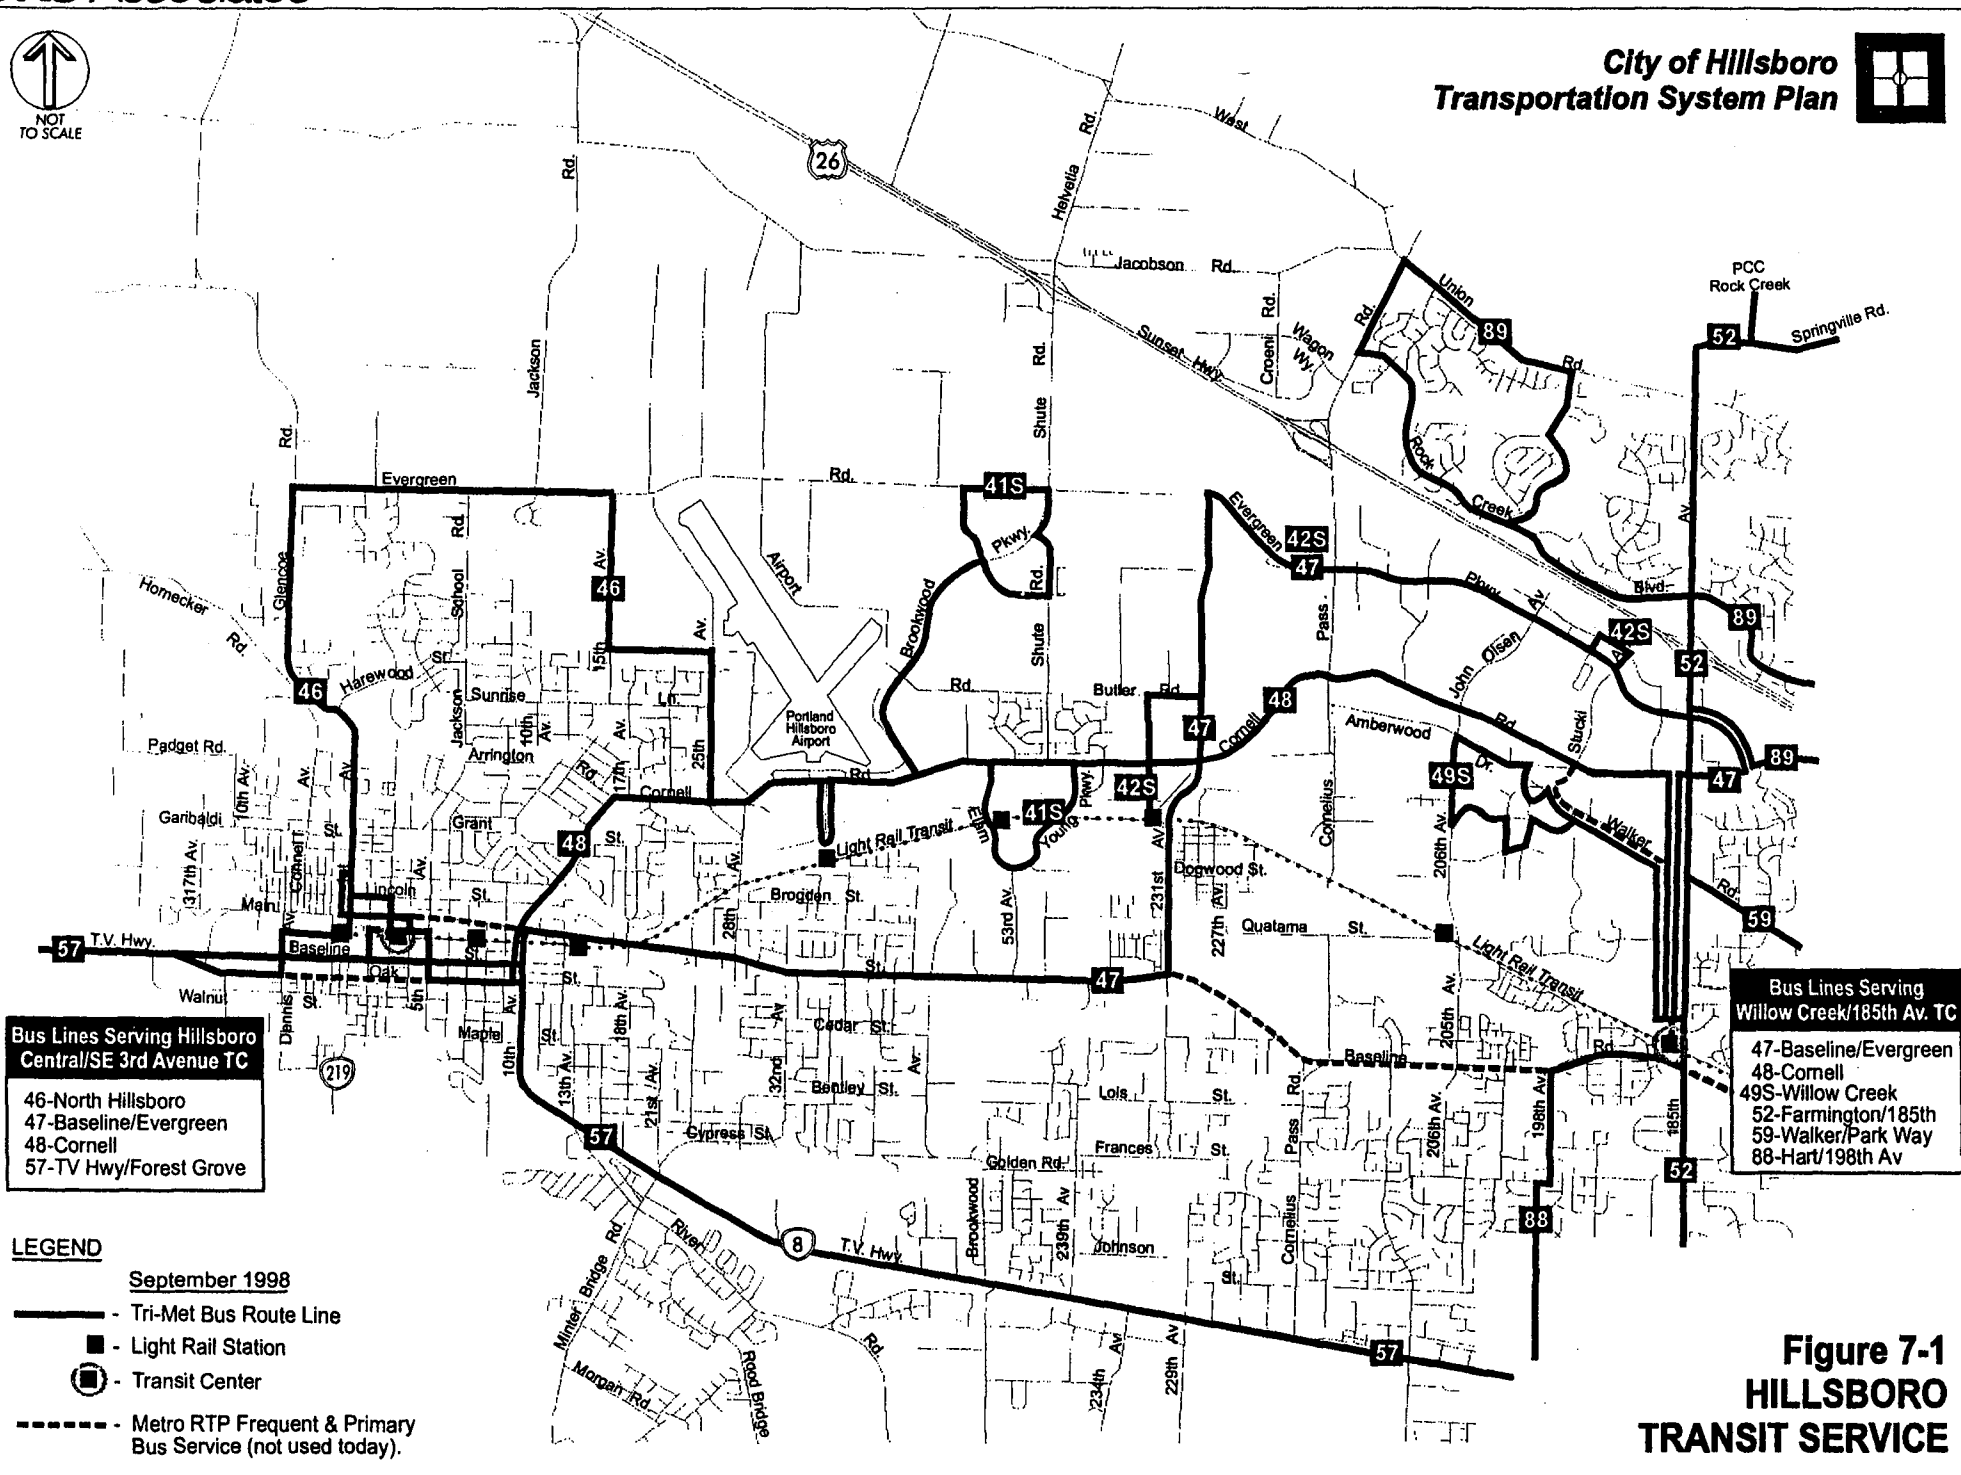 NOT
TO SCALE
City of Hillsboro
Transportation System Plan
26
West
Rd.
Helvetia
Rd.
Jacobson Rd.
PCC
Rock Creek
Springville Rd.
52
Union
89
Rd.
Rd.
Croeni
Rd.
Wagon
Wy.
Sunset Hwy.
Jackson
Rd.
Shute
Rd.
Rock
Creek
Blvd.
Av.
Evergreen
Rd.
41S
Pkwy.
Rd.
Evergreen
42S
47
Pkwy
Glencoe
Rd.
School
Rd.
Av.
46
15th
Airport
Brookwood
Shute
Pass
John Olsen Av
42S
89
52
Hornecker
Rd.
Harewood St.
46
Sunrise
Ln.
Jackson
10th
Av.
Arrington
Rd.
17th
Av.
25th
Av.
Portland
Hillsboro
Airport
Rd.
Butler Rd.
47
Cornell
48
Amberwood
Dr.
Rd.
Stucki
89
47
Padget Rd.
10th Av.
Av.
Av.
Garibaldi
St.
Grant
St.
Cornell
Rd.
48
Light Rail Transit
Elam
Young
Pkwy.
41S
42S
49S
Cornelius
206th Av.
Walker
Rd.
59
317th Av.
Connell
Av.
Main
1st
Lincoln
St.
Av.
28th
Av.
Brogden St.
53rd Av.
231st
AV
Dogwood St.
227th Av.
Quatama St.
Light Rail Transit
57
T.V. Hwy.
Baseline
St.
Oak
St.
Walnut
St.
Dennis
5th
Maple
St.
Av.
10th
18th Av.
Av
Cedar St.
Av.
St.
47
205th Av.
Baseline
Rd.
Bus Lines Serving Hillsboro
Central/SE 3rd Avenue TC
46-North Hillsboro
47-Baseline/Evergreen
48-Cornell
57-TV Hwy/Forest Grove
219
13th Av.
21st Av.
32nd
Bentley St.
Cypress St.
57
Lois St.
Frances St.
Golden Rd.
Pass Rd.
206th Av.
198th Av.
185th
52
88
Bus Lines Serving
Willow Creek/185th Av. TC
47-Baseline/Evergreen
48-Cornell
49S-Willow Creek
52-Farmington/185th
59-Walker/Park Way
88-Hart/198th Av
Brookwood
239th Av
Johnson
St.
Cornelius
8
T.V. Hwy.
River
Rd.
Minter Bridge Rd
Morgan Rd.
Rood Bridge
234th Av
229th Av
57
LEGEND
September 1998
- Tri-Met Bus Route Line
- Light Rail Station
- Transit Center
- Metro RTP Frequent & Primary
Bus Service (not used today).
Figure 7-1
HILLSBORO
TRANSIT SERVICE